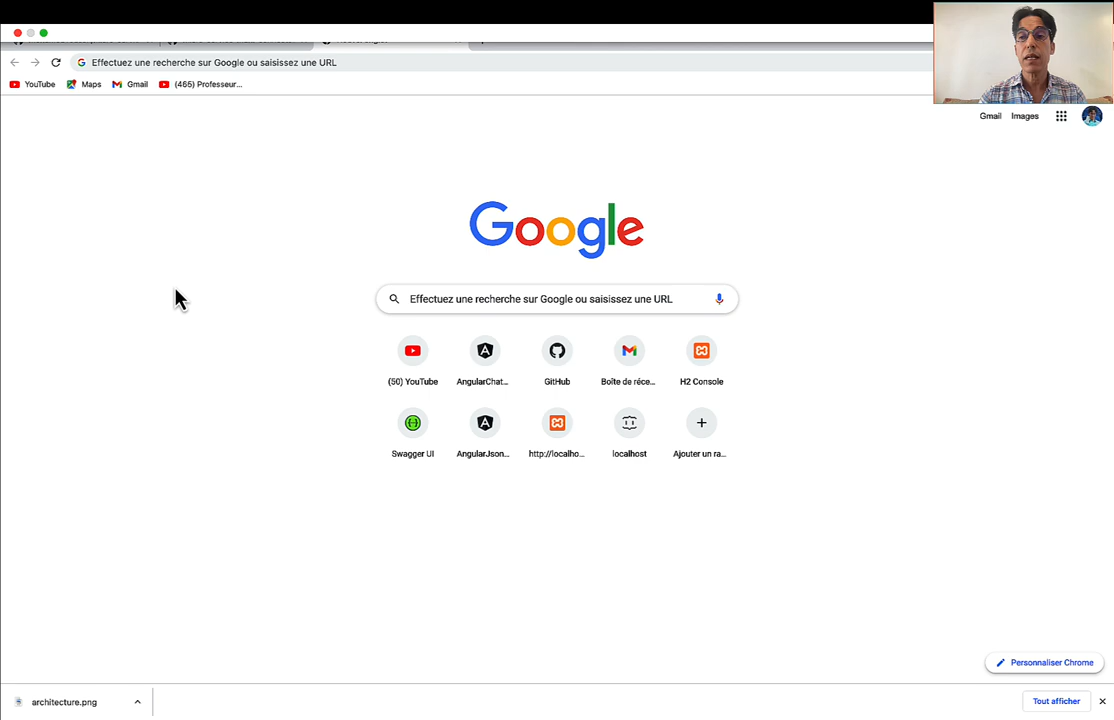 Effectuez une recherche sur Google ou saisissez une URL
YouTube Maps Gmail (466) Professeur...
Gmail Images
Google
Effectuez une recherche sur Google ou saisissez une URL
(50) YouTube AngularChat... GitHub Boîte de réce... H2 Console
Swagger UI AngularJson... http://localho... localhost Ajouter un ra...
Personnaliser Chrome
architecture.png Tout afficher